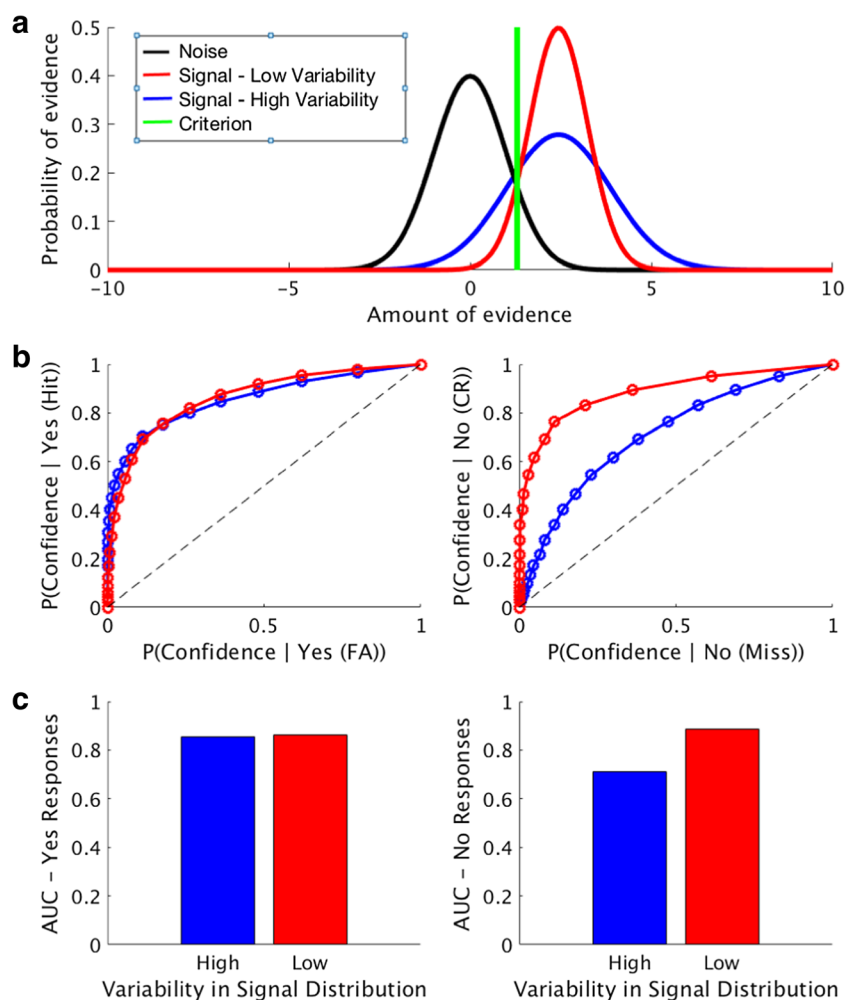 a
Probability of evidence
0.5
0.4
0.3
0.2
0.1
0
Noise
Signal - Low Variability
Signal - High Variability
Criterion
-10
-5
0
5
10
Amount of evidence
b
P(Confidence | Yes (Hit))
1
0.8
0.6
0.4
0.2
0
0
0.5
1
P(Confidence | Yes (FA))
P(Confidence | No (CR))
1
0.8
0.6
0.4
0.2
0
0
0.5
1
P(Confidence | No (Miss))
c
AUC - Yes Responses
1
0.8
0.6
0.4
0.2
0
High Low
Variability in Signal Distribution
AUC - No Responses
1
0.8
0.6
0.4
0.2
0
High Low
Variability in Signal Distribution